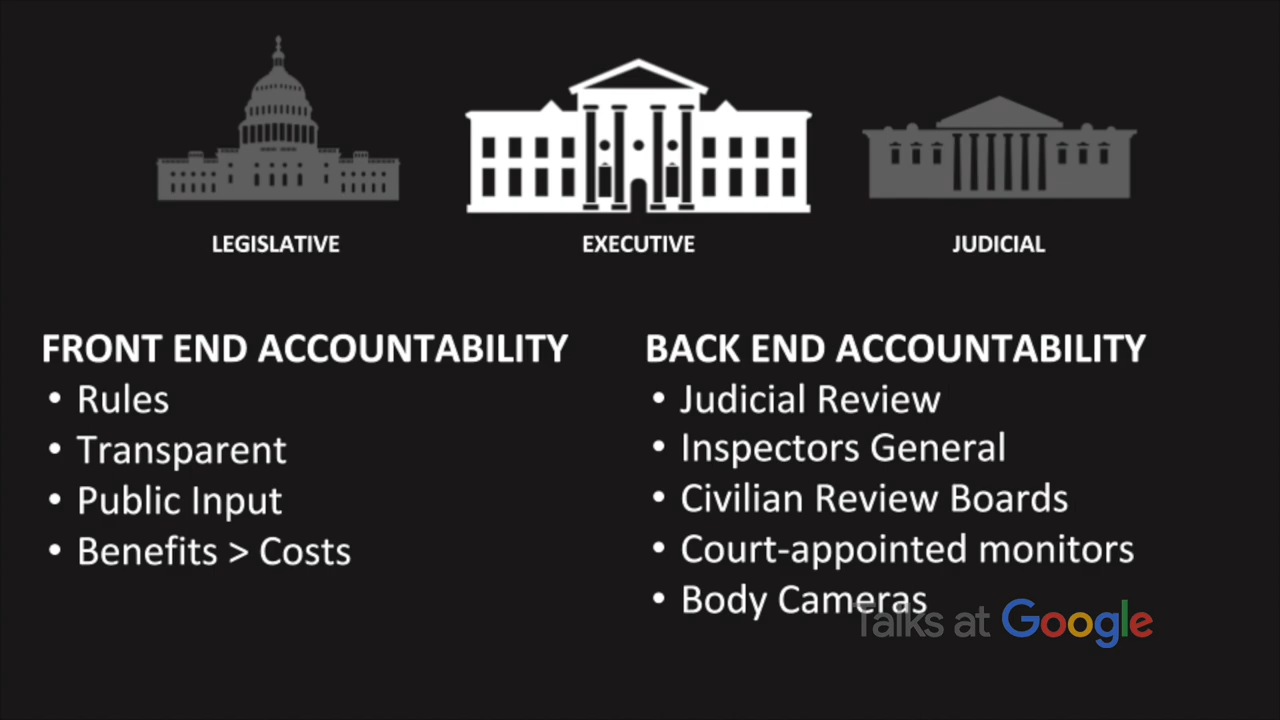 LEGISLATIVE
EXECUTIVE
JUDICIAL
FRONT END ACCOUNTABILITY
• Rules
• Transparent
• Public Input
• Benefits > Costs
BACK END ACCOUNTABILITY
• Judicial Review
• Inspectors General
• Civilian Review Boards
• Court-appointed monitors
• Body Cameras
Talks at Google